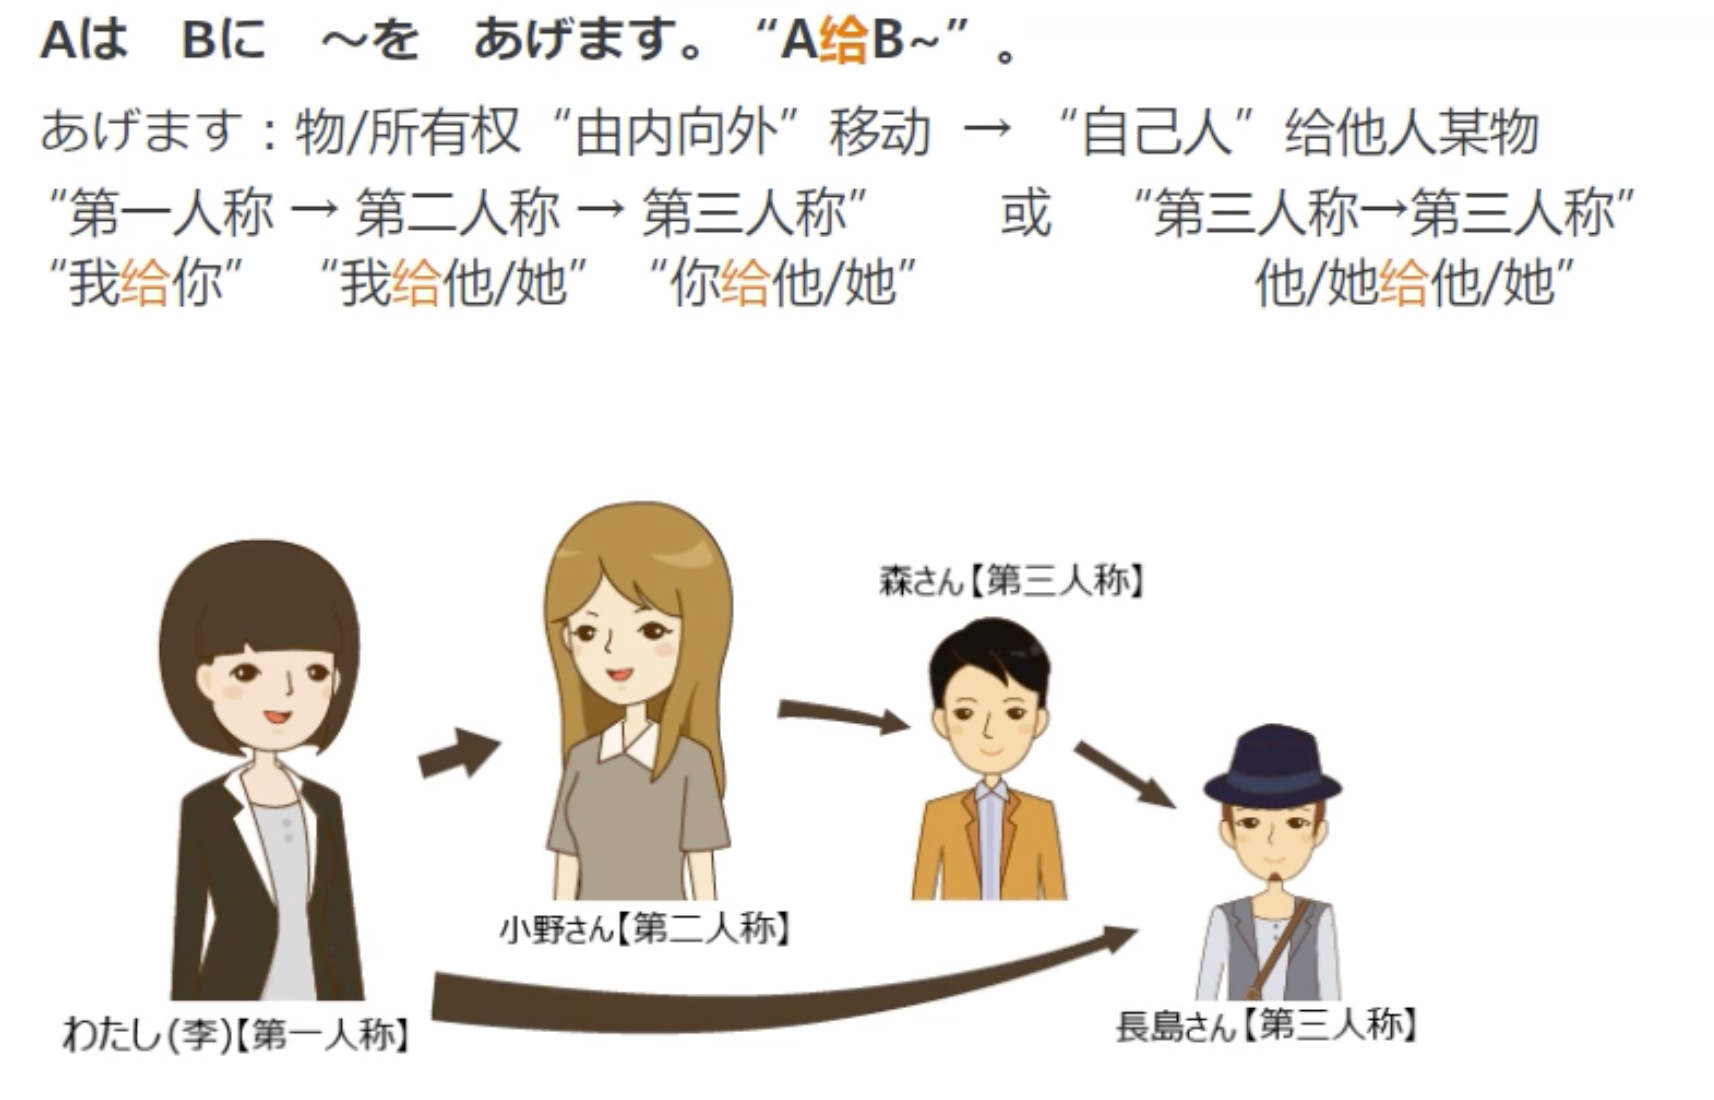 Aは　Bに　～を　あげます。“A给B~”。
あげます：物/所有权“由内向外”移动 → “自己人”给他人某物
“第一人称 → 第二人称 → 第三人称”　　或　“第三人称→第三人称”
“我给你”　“我给他/她”　“你给他/她”　　他/她给他/她”
森さん【第三人称】
小野さん【第二人称】
わたし(李)【第一人称】
長島さん【第三人称】